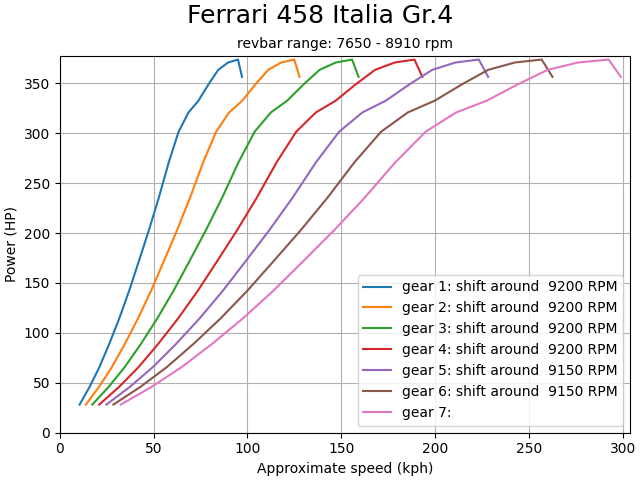 Ferrari 458 Italia Gr.4
revbar range: 7650 - 8910 rpm
Power (HP)
350
300
250
200
150
100
50
0
gear 1: shift around  9200 RPM
gear 2: shift around  9200 RPM
gear 3: shift around  9200 RPM
gear 4: shift around  9200 RPM
gear 5: shift around  9150 RPM
gear 6: shift around  9150 RPM
gear 7:
0 50 100 150 200 250 300
Approximate speed (kph)